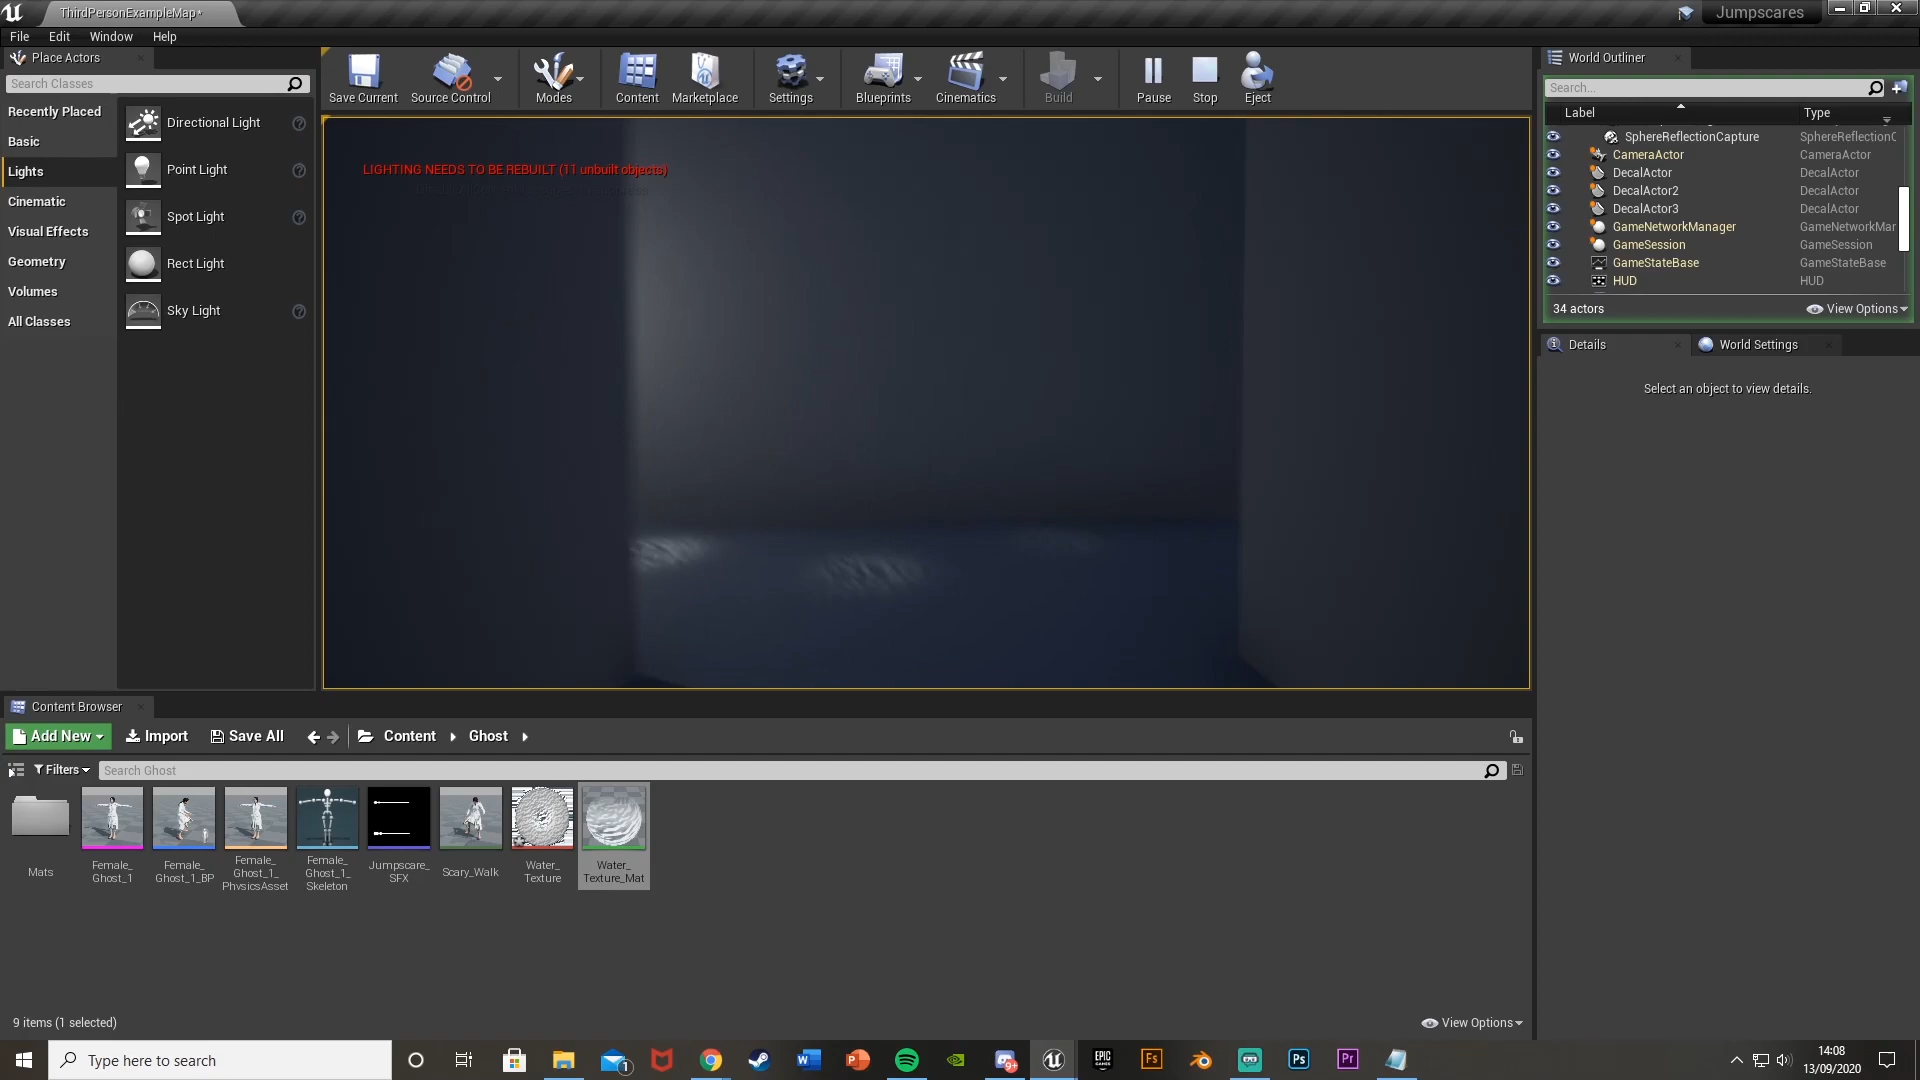 ThirdPersonExampleMap*
Jumpscares
File Edit Window Help
Place Actors
Search Classes
Recently Placed
Basic
Lights
Cinematic
Visual Effects
Geometry
Volumes
All Classes
Directional Light
Point Light
Spot Light
Rect Light
Sky Light
Save Current
Source Control
Modes
Content
Marketplace
Settings
Blueprints
Cinematics
Build
Pause
Stop
Eject
LIGHTING NEEDS TO BE REBUILT (11 unbuilt objects)
World Outliner
Search...
Label Type
SphereReflectionCapture SphereReflectionC
CameraActor CameraActor
DecalActor DecalActor
DecalActor2 DecalActor
DecalActor3 DecalActor
GameNetworkManager GameNetworkMar
GameSession GameSession
GameStateBase GameStateBase
HUD HUD
34 actors View Options
Details World Settings
Select an object to view details.
Content Browser
Add New Import Save All Content Ghost
Filters Search Ghost
Mats
Female_
Ghost_1
Female_
Ghost_1_BP
Female_
Ghost_1_
PhysicsAsset
Female_
Ghost_1_
Skeleton
Jumpscare_
SFX
Scary_Walk
Water_
Texture
Water_
Texture_Mat
9 items (1 selected) View Options
Type here to search
1
9+
EPIC
GAMES
Fs
Ps
Pr
14:08
13/09/2020